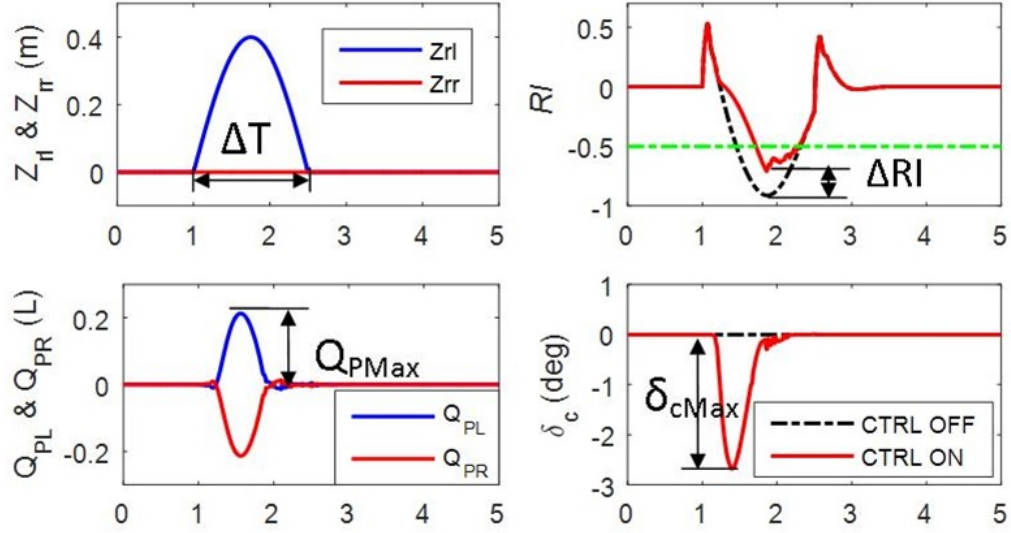 Z_rl & Z_rr (m)
0.4
0.2
0
Zrl
Zrr
ΔT
0 1 2 3 4 5
RI
0.5
0
-0.5
-1
ΔRI
0 1 2 3 4 5
Q_PL & Q_PR (L)
0.2
0
-0.2
Q_PMax
Q_PL
Q_PR
0 1 2 3 4 5
δ_c (deg)
1
0
-1
-2
-3
δ_cMax
CTRL OFF
CTRL ON
0 1 2 3 4 5